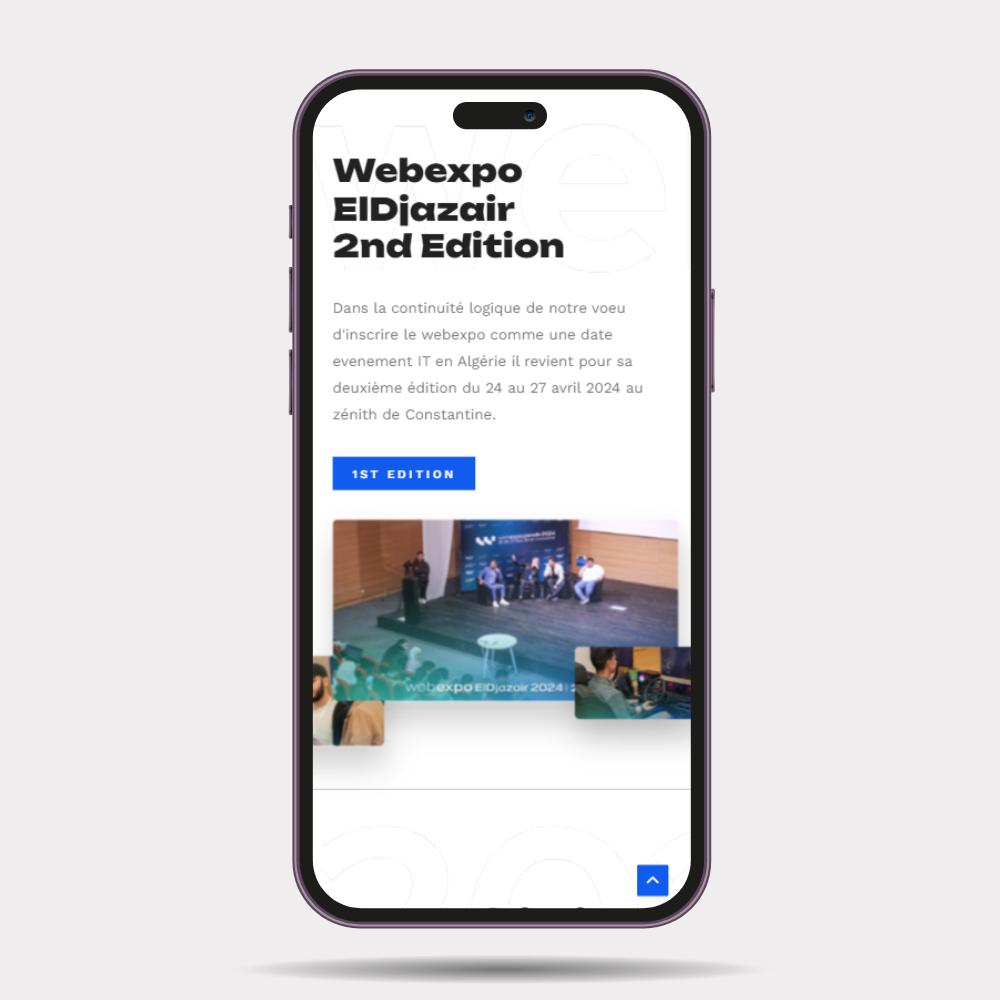 we
Webexpo
ElDjazair
2nd Edition
Dans la continuité logique de notre voeu
d'inscrire le webexpo comme une date
evenement IT en Algérie il revient pour sa
deuxième édition du 24 au 27 avril 2024 au
zénith de Constantine.
1ST EDITION
webexpo ElDjazair 2024